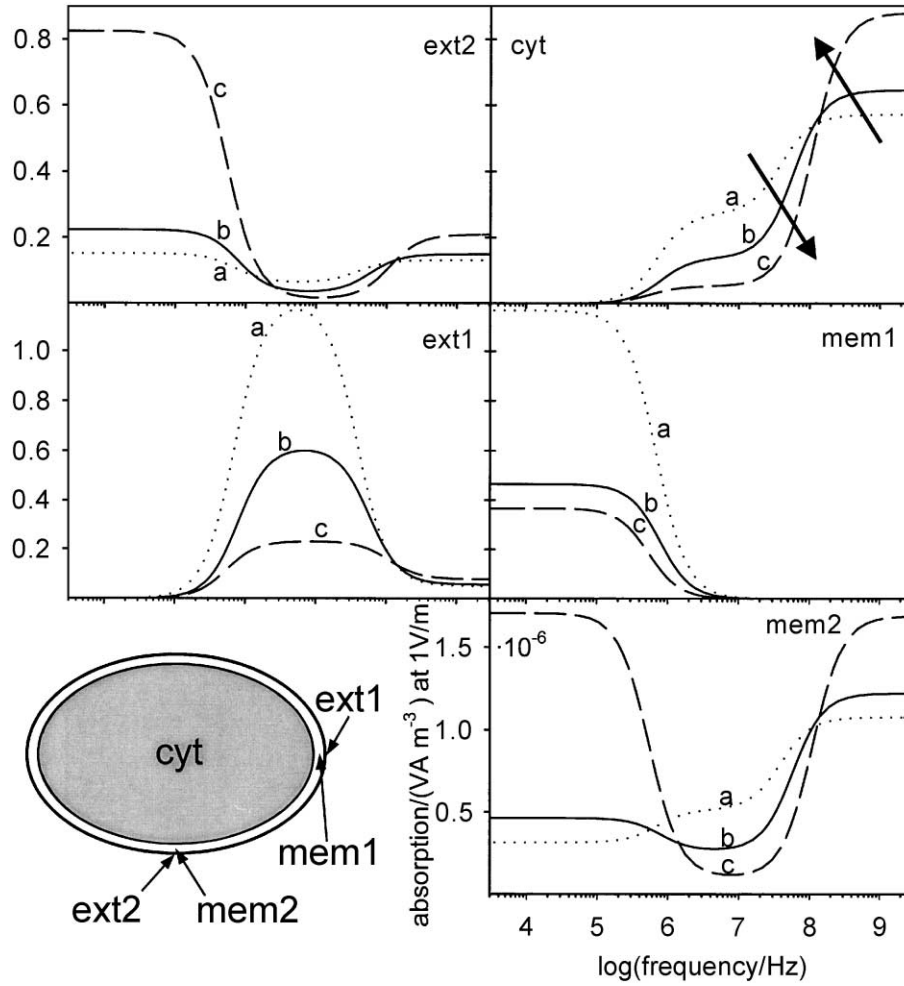 0.8
0.6
0.4
0.2
ext2
c
b
a
cyt
a
b
c
1.0
0.8
0.6
0.4
0.2
ext1
a
b
c
mem1
a
b
c
cyt
ext1
mem1
ext2
mem2
absorption/(VA m⁻³) at 1V/m
1.5
1.0
0.5
·10⁻⁶
mem2
a
b
c
4 5 6 7 8 9
log(frequency/Hz)